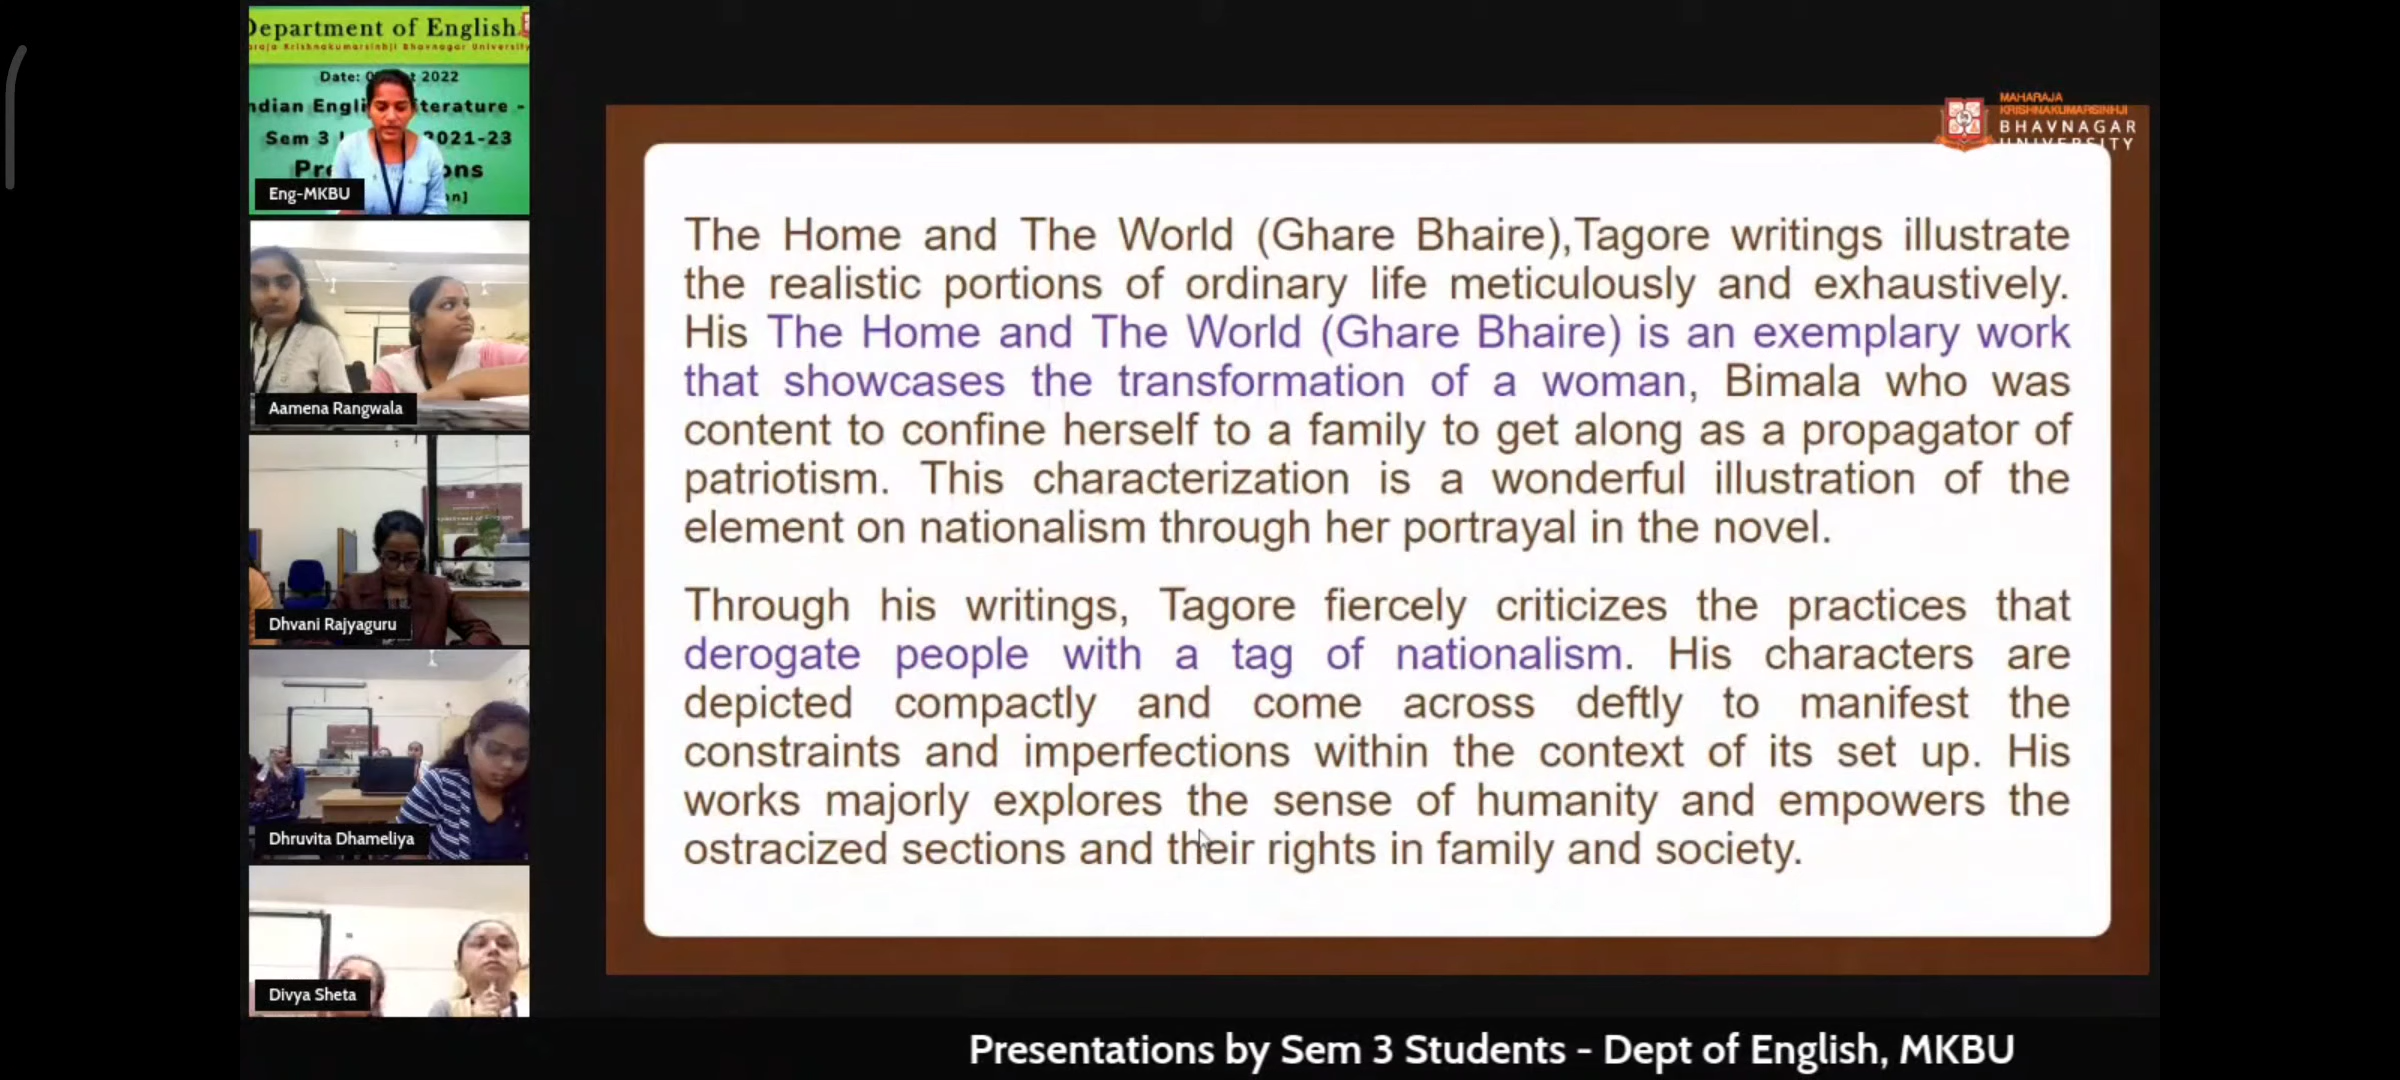 Department of English
Date: 0
2022
ndian Engli
terature -
Sem 3
2021-23
Pre
ons
on]
Eng-MKBU
Aamena Rangwala
Dhvani Rajyaguru
Dhruvita Dhameliya
Divya Sheta
MAHARAJA
KRISHNAKUMARSINHJI
BHAVNAGAR
UNIVERSITY
The Home and The World (Ghare Bhaire),Tagore writings illustrate
the realistic portions of ordinary life meticulously and exhaustively.
His The Home and The World (Ghare Bhaire) is an exemplary work
that showcases the transformation of a woman, Bimala who was
content to confine herself to a family to get along as a propagator of
patriotism. This characterization is a wonderful illustration of the
element on nationalism through her portrayal in the novel.
Through his writings, Tagore fiercely criticizes the practices that
derogate people with a tag of nationalism. His characters are
depicted compactly and come across deftly to manifest the
constraints and imperfections within the context of its set up. His
works majorly explores the sense of humanity and empowers the
ostracized sections and their rights in family and society.
Presentations by Sem 3 Students - Dept of English, MKBU